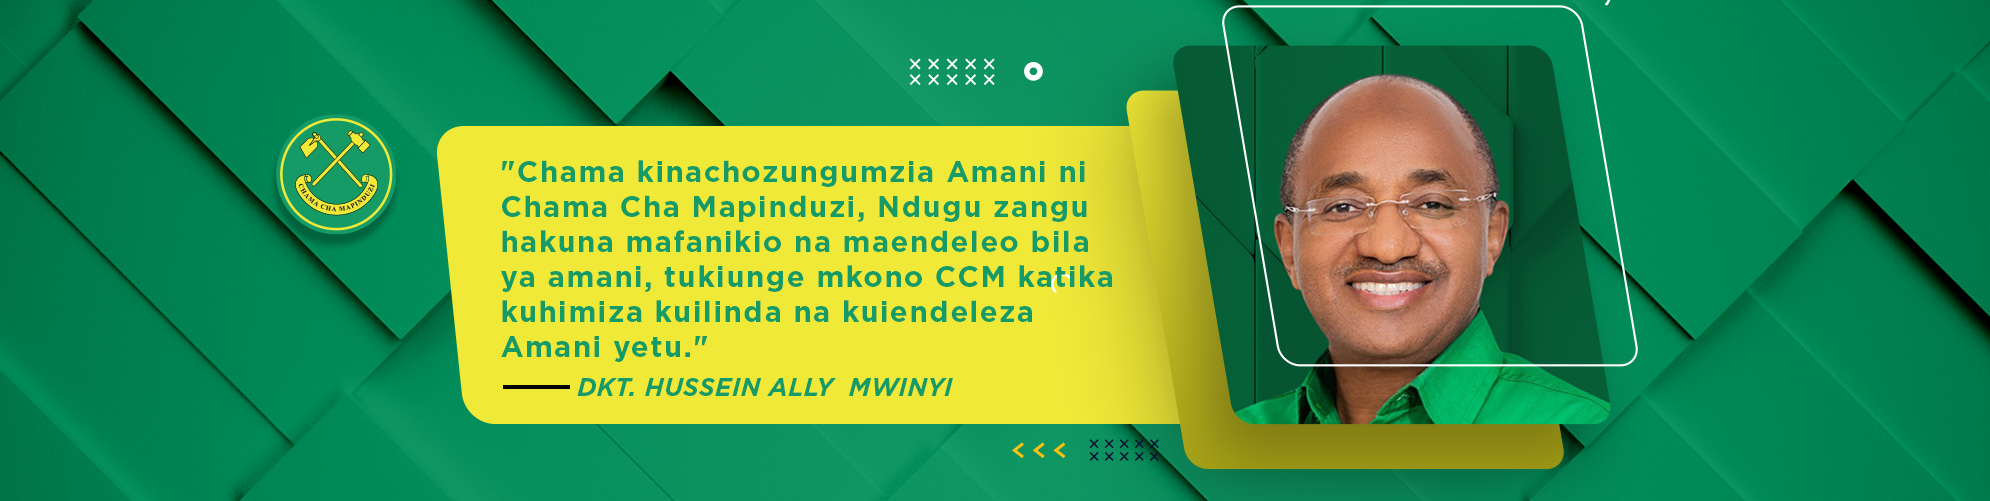 CHAMA CHA MAPINDUZI
"Chama kinachozungumzia Amani ni
Chama Cha Mapinduzi, Ndugu zangu
hakuna mafanikio na maendeleo bila
ya amani, tukiunge mkono CCM katika
kuhimiza kuilinda na kuiendeleza
Amani yetu."
DKT. HUSSEIN ALLY MWINYI